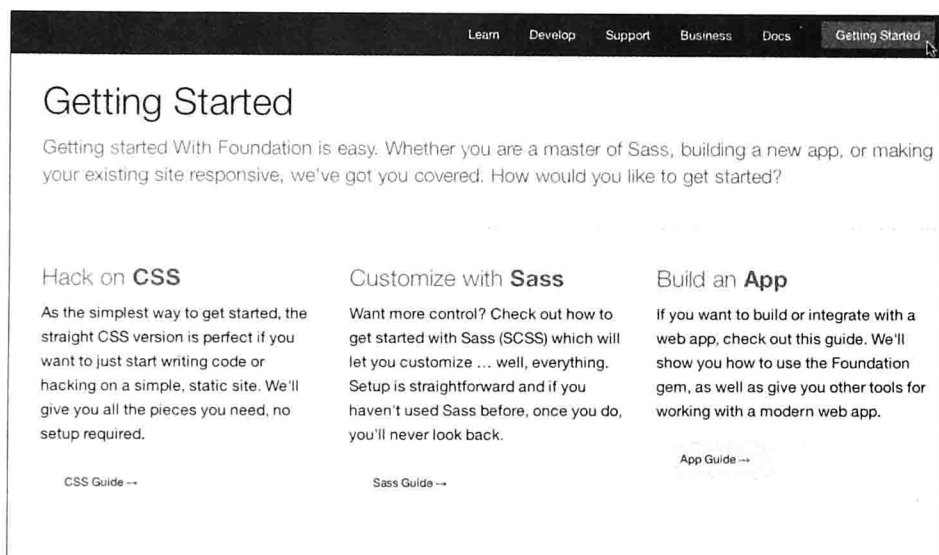 Learn Develop Support Business Docs Getting Started
Getting Started
Getting started With Foundation is easy. Whether you are a master of Sass, building a new app, or making
your existing site responsive, we've got you covered. How would you like to get started?
Hack on CSS
As the simplest way to get started, the
straight CSS version is perfect if you
want to just start writing code or
hacking on a simple, static site. We'll
give you all the pieces you need, no
setup required.
CSS Guide→
Customize with Sass
Want more control? Check out how to
get started with Sass (SCSS) which will
let you customize ... well, everything.
Setup is straightforward and if you
haven't used Sass before, once you do,
you'll never look back.
Sass Guide→
Build an App
If you want to build or integrate with a
web app, check out this guide. We'll
show you how to use the Foundation
gem, as well as give you other tools for
working with a modern web app.
App Guide→